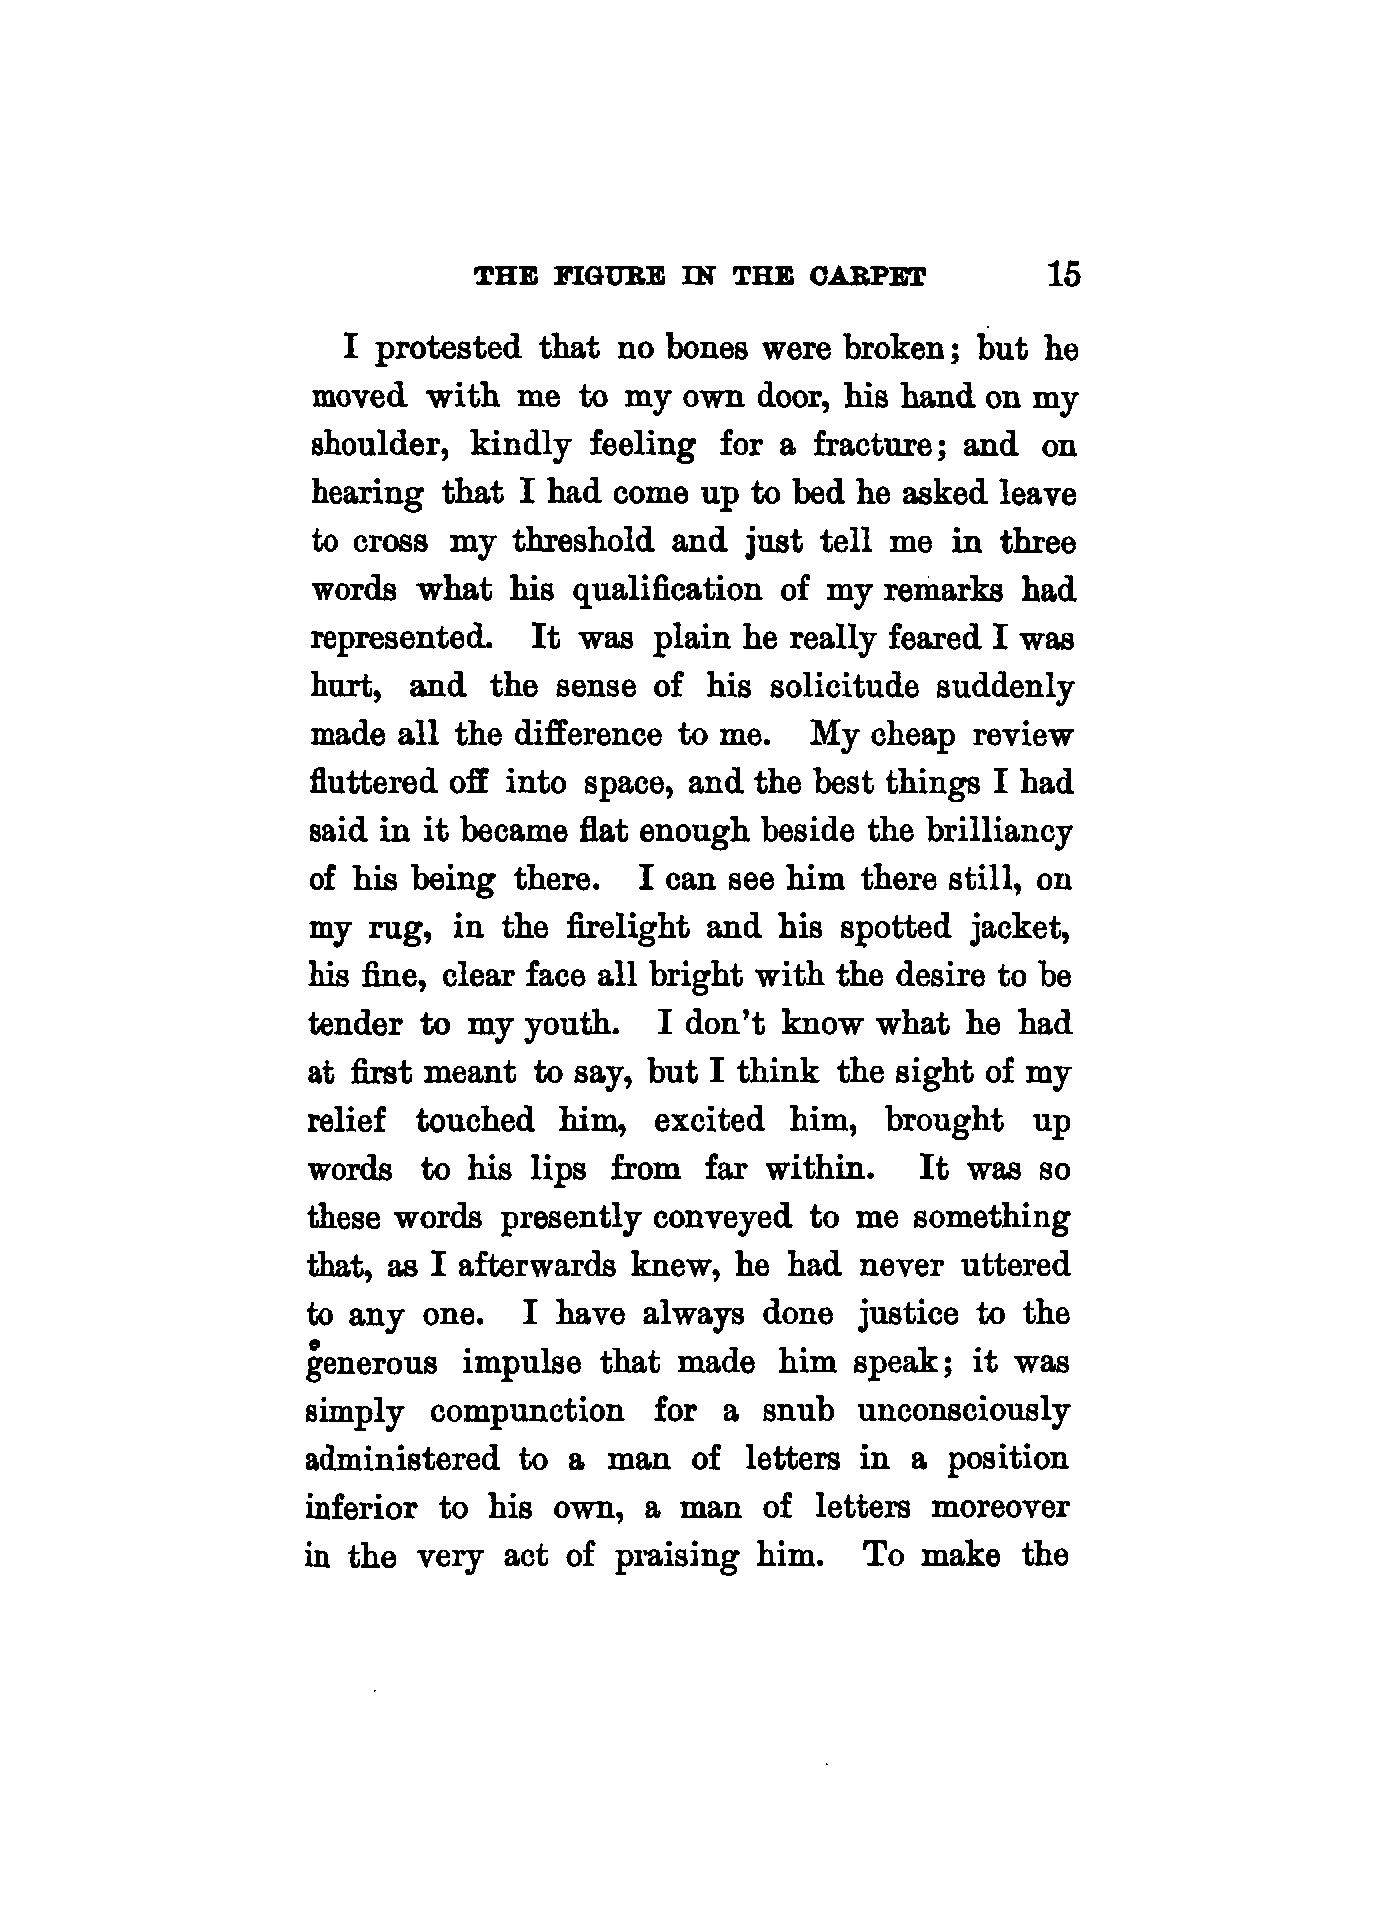 THE FIGURE IN THE CARPET 15
I protested that no bones were broken; but he
moved with me to my own door, his hand on my
shoulder, kindly feeling for a fracture; and on
hearing that I had come up to bed he asked leave
to cross my threshold and just tell me in three
words what his qualification of my remarks had
represented. It was plain he really feared I was
hurt, and the sense of his solicitude suddenly
made all the difference to me. My cheap review
fluttered off into space, and the best things I had
said in it became flat enough beside the brilliancy
of his being there. I can see him there still, on
my rug, in the firelight and his spotted jacket,
his fine, clear face all bright with the desire to be
tender to my youth. I don't know what he had
at first meant to say, but I think the sight of my
relief touched him, excited him, brought up
words to his lips from far within. It was so
these words presently conveyed to me something
that, as I afterwards knew, he had never uttered
to any one. I have always done justice to the
generous impulse that made him speak; it was
simply compunction for a snub unconsciously
administered to a man of letters in a position
inferior to his own, a man of letters moreover
in the very act of praising him. To make the